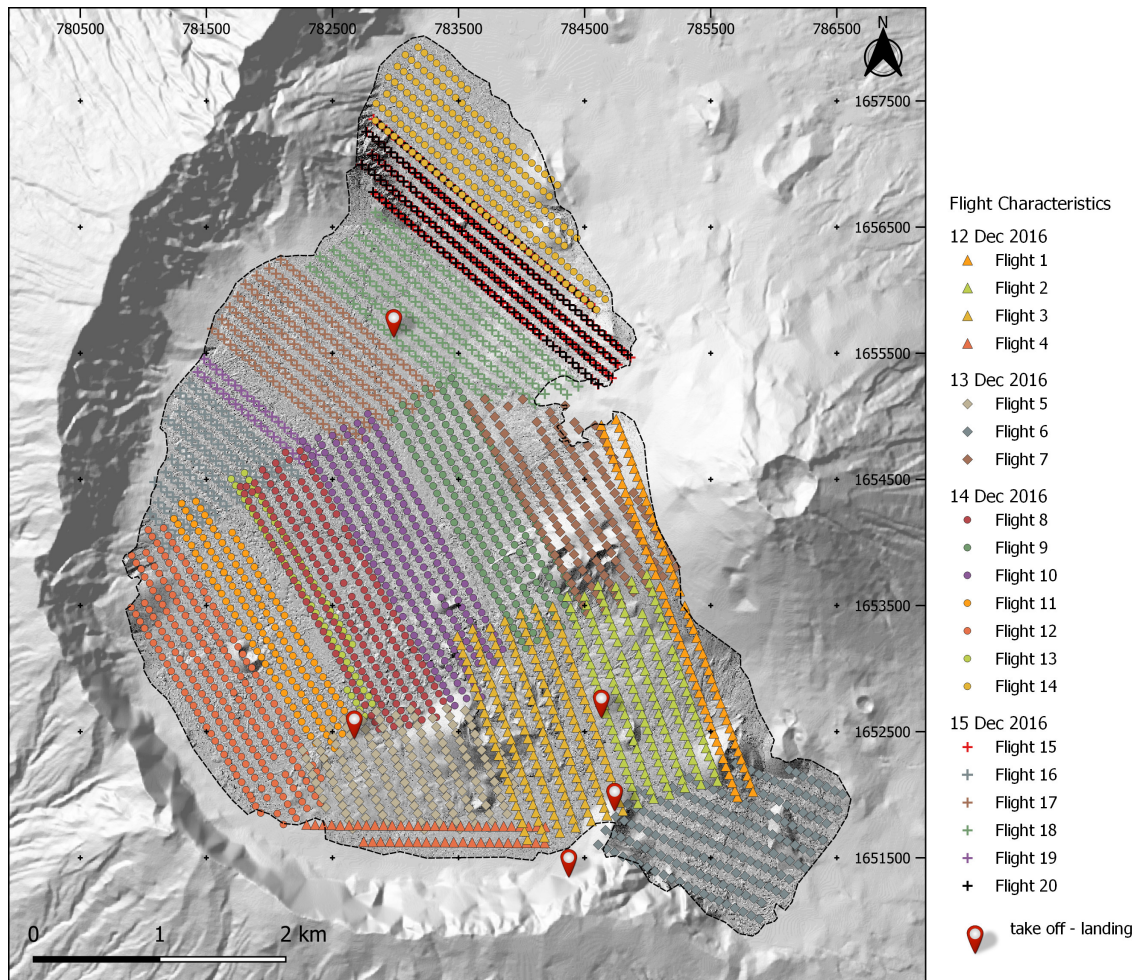 780500 781500 782500 783500 784500 785500 786500
N
1657500
1656500
1655500
1654500
1653500
1652500
1651500
0 1 2 km
Flight Characteristics
12 Dec 2016
Flight 1
Flight 2
Flight 3
Flight 4
13 Dec 2016
Flight 5
Flight 6
Flight 7
14 Dec 2016
Flight 8
Flight 9
Flight 10
Flight 11
Flight 12
Flight 13
Flight 14
15 Dec 2016
Flight 15
Flight 16
Flight 17
Flight 18
Flight 19
Flight 20
take off - landing